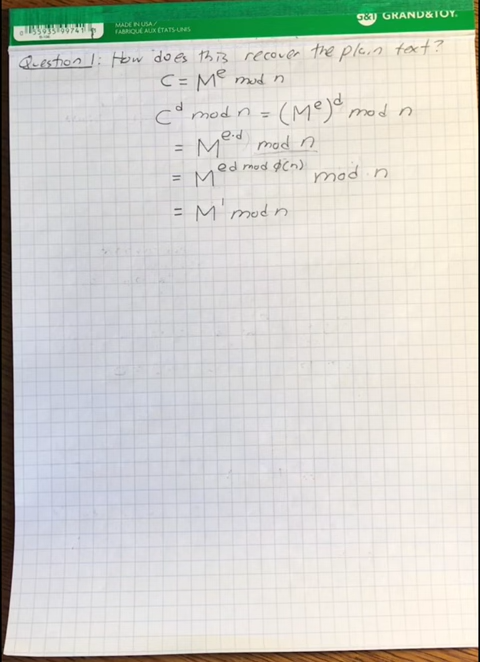 MADE IN USA /
FABRIQUÉ AUX ÉTATS-UNIS
G&T GRAND&TOY.
Question 1: How does this recover the plain text?
C = M^e mod n
C^d mod n = (M^e)^d mod n
= M^e·d mod n
= M^ed mod φ(n) mod n
= M^1 mod n